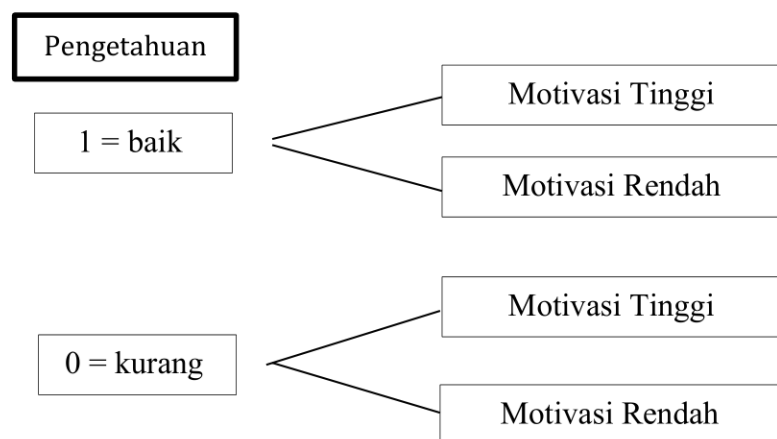 Pengetahuan
1 = baik
Motivasi Tinggi
Motivasi Rendah
0 = kurang
Motivasi Tinggi
Motivasi Rendah